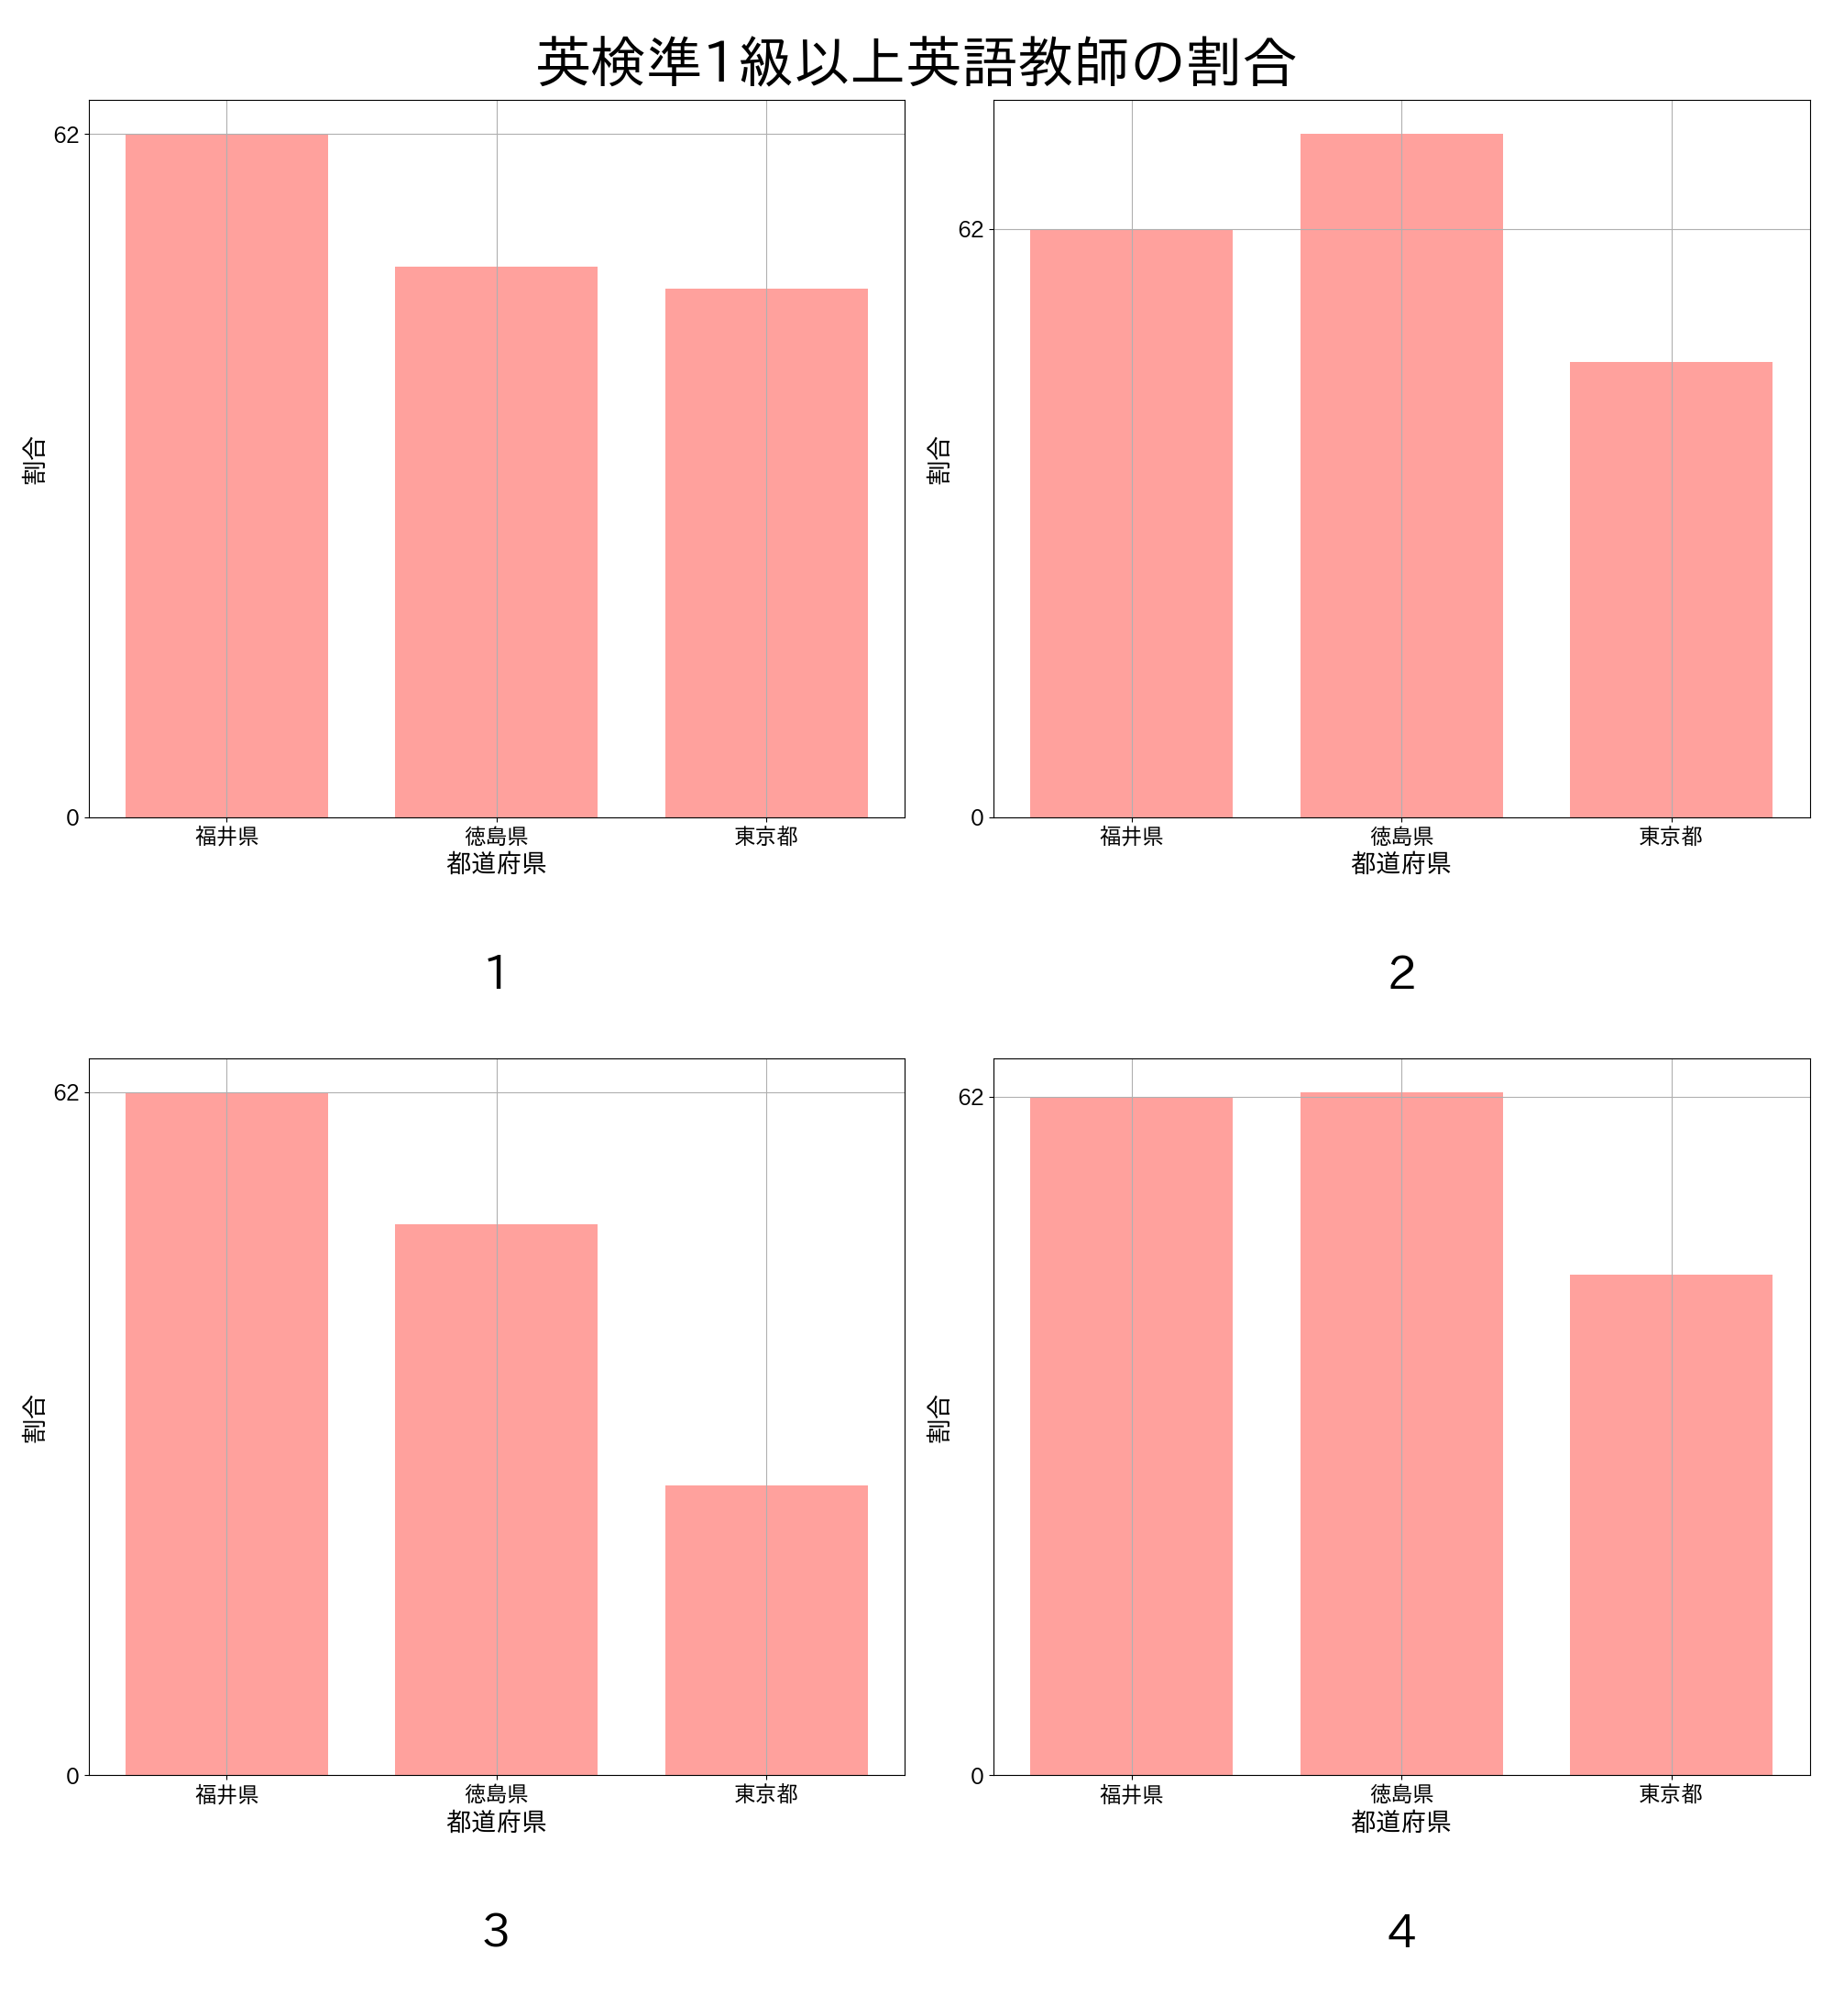 英検準1級以上英語教師の割合
62
0
割合
福井県 徳島県 東京都
都道府県
1
62
0
割合
福井県 徳島県 東京都
都道府県
2
62
0
割合
福井県 徳島県 東京都
都道府県
3
62
0
割合
福井県 徳島県 東京都
都道府県
4